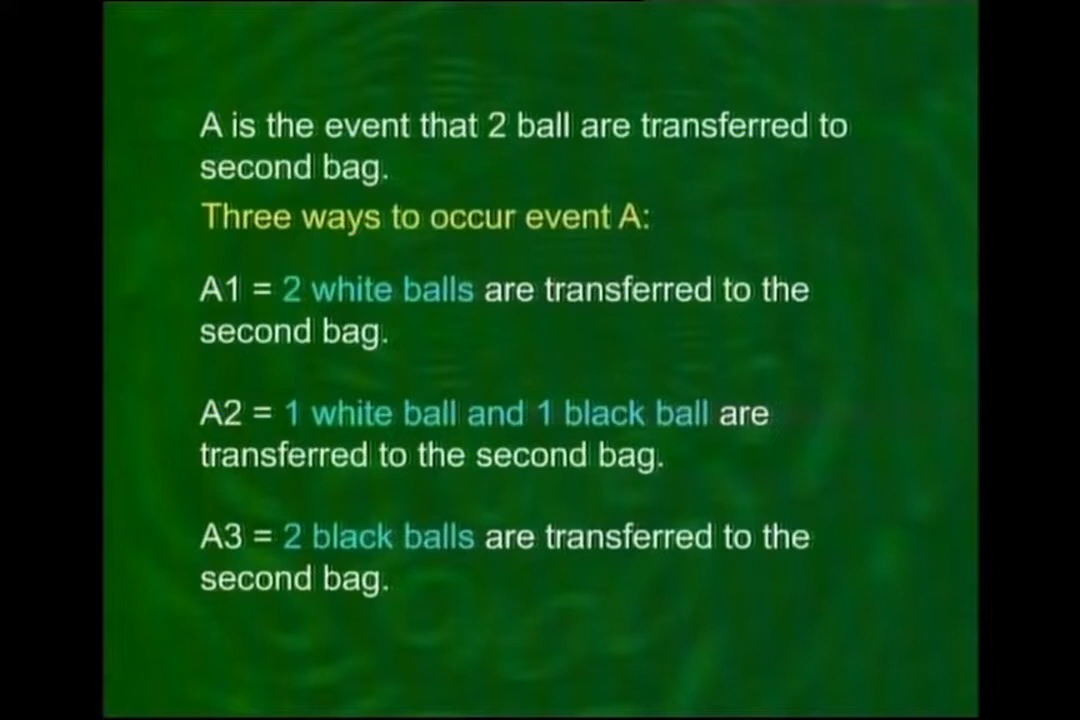 A is the event that 2 ball are transferred to
second bag.
Three ways to occur event A:
A1 = 2 white balls are transferred to the
second bag.
A2 = 1 white ball and 1 black ball are
transferred to the second bag.
A3 = 2 black balls are transferred to the
second bag.